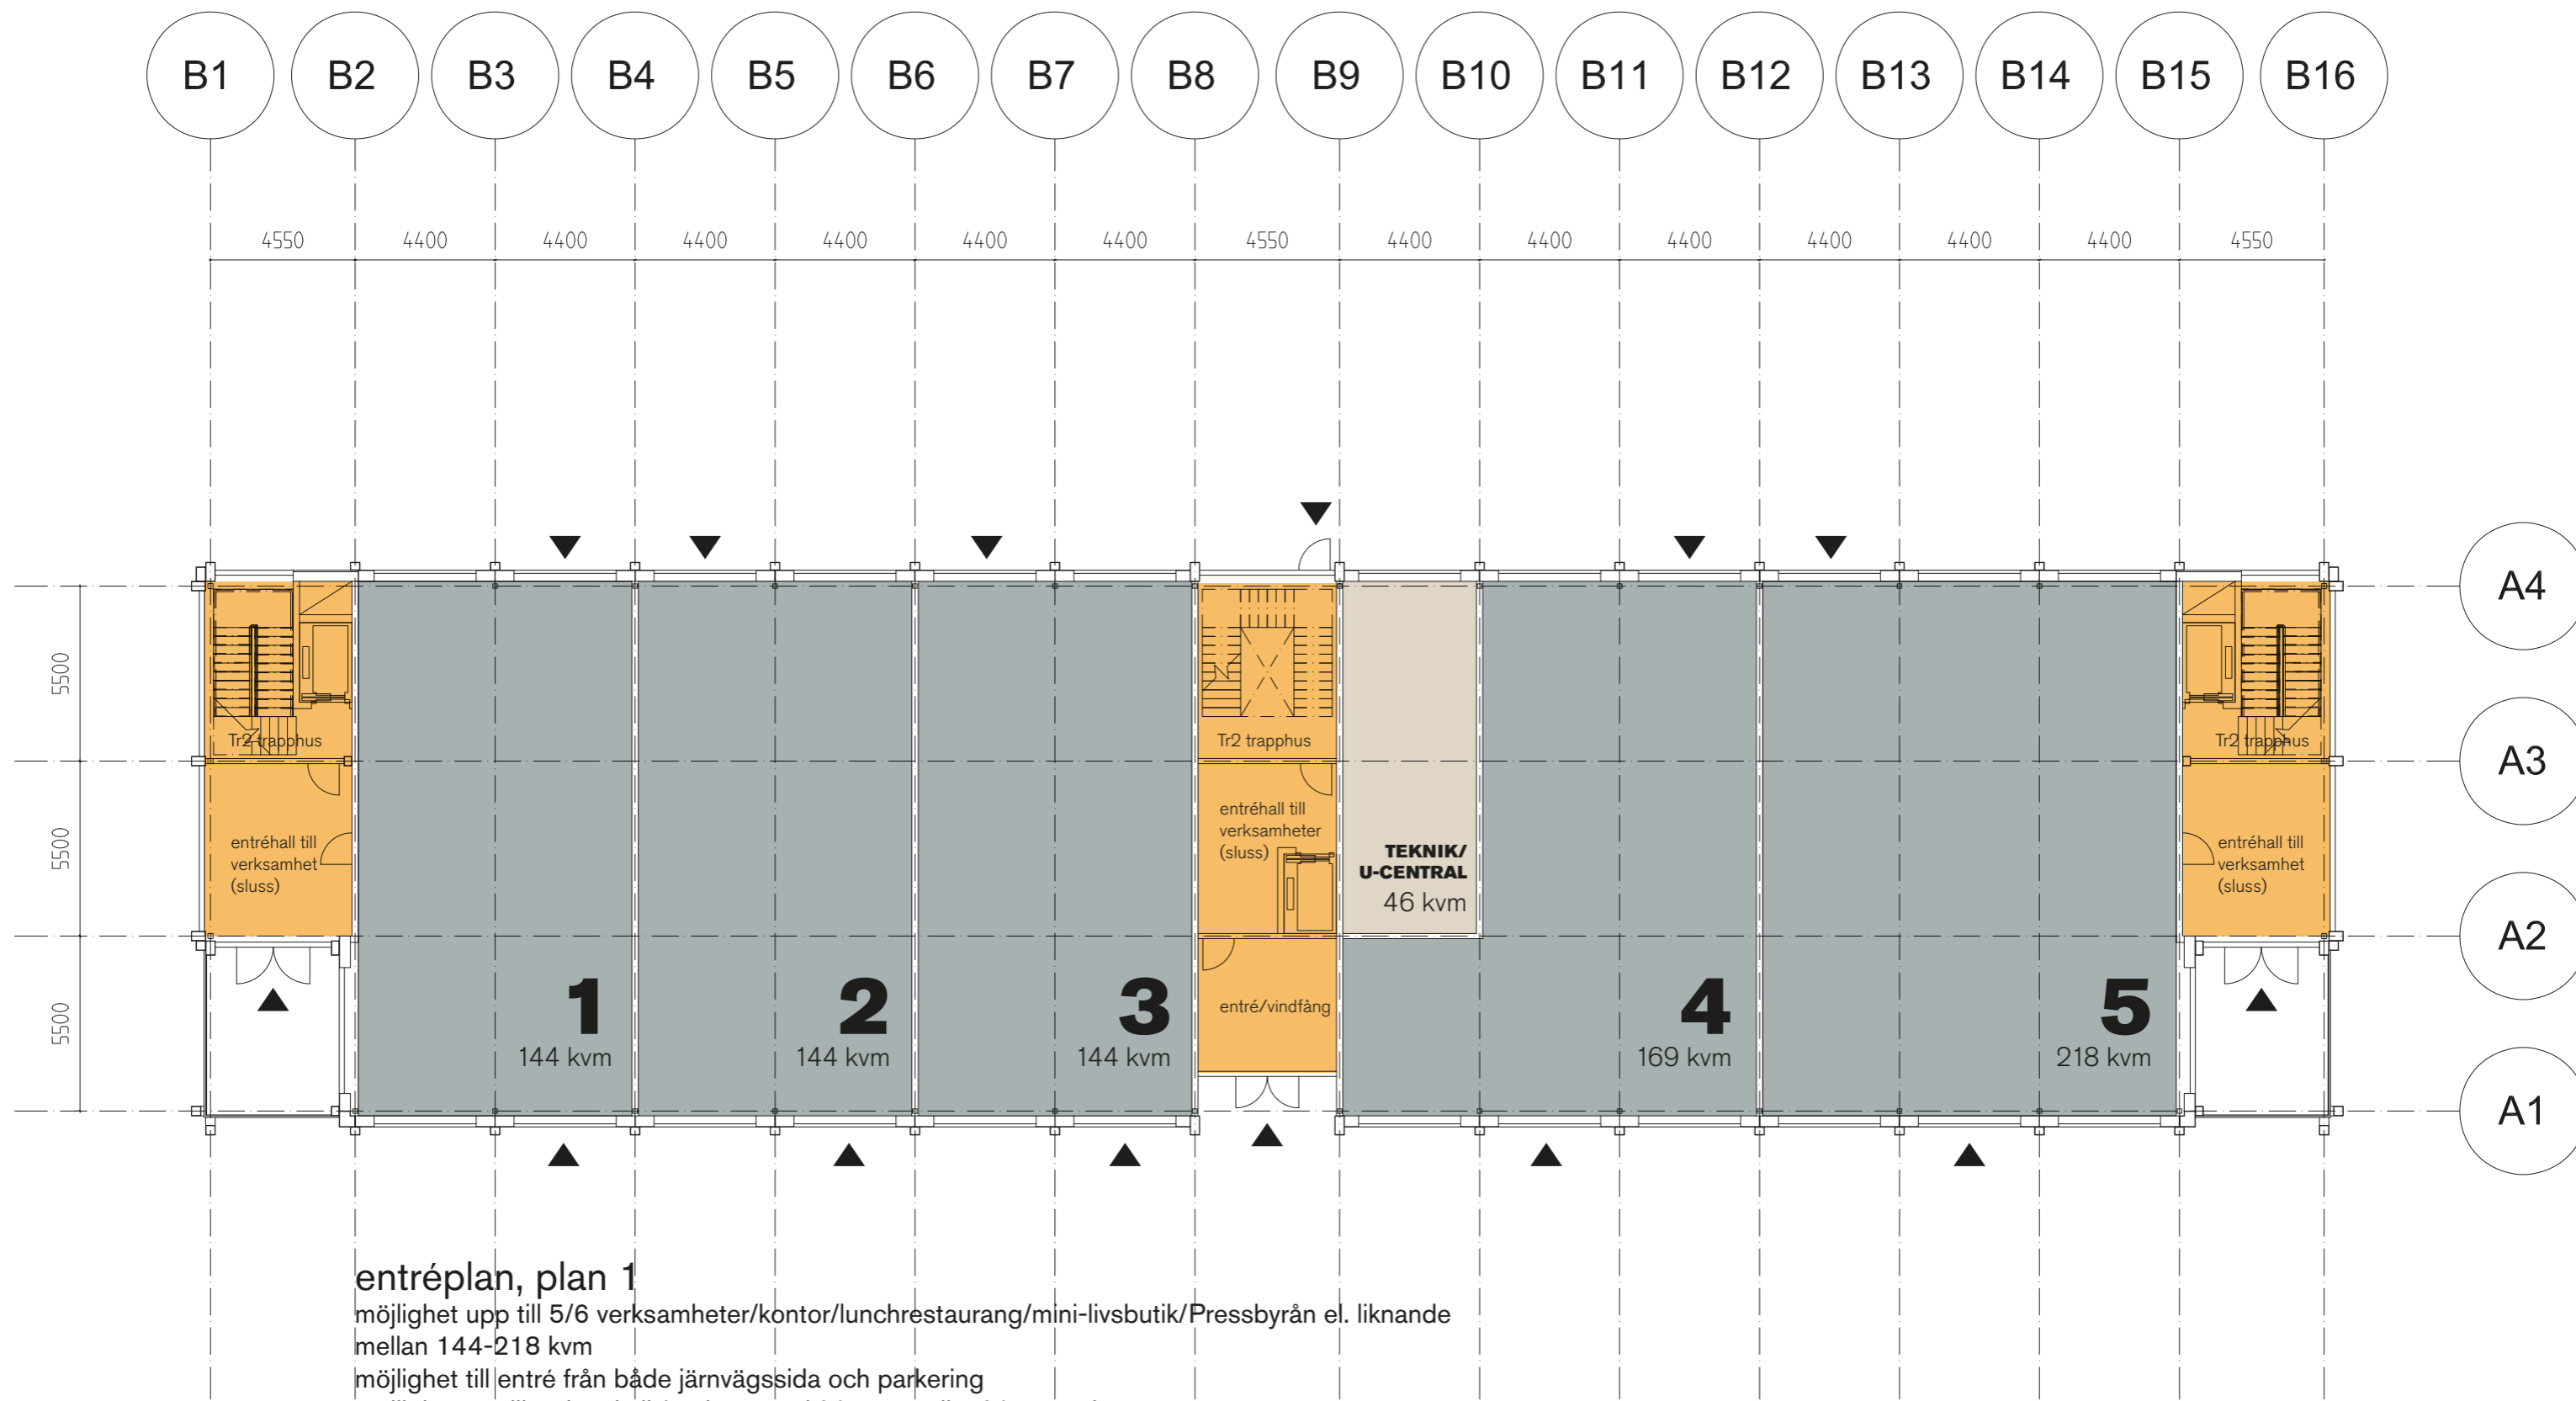 B1 B2 B3 B4 B5 B6 B7 B8 B9 B10 B11 B12 B13 B14 B15 B16
4550 4400 4400 4400 4400 4400 4400 4550 4400 4400 4400 4400 4400 4400 4550
A4
A3
A2
A1
5500
5500
5500
Tr2 trapphus
entréhall till
verksamhet
(sluss)
1
144 kvm
2
144 kvm
3
144 kvm
Tr2 trapphus
entréhall till
verksamheter
(sluss)
entré/vindfång
TEKNIK/
U-CENTRAL
46 kvm
4
169 kvm
5
218 kvm
Tr2 trapphus
entréhall till
verksamhet
(sluss)
entréplan, plan 1
möjlighet upp till 5/6 verksamheter/kontor/lunchrestaurang/mini-livsbutik/Pressbyrån el. liknande
mellan 144-218 kvm
möjlighet till entré från både järnvägssida och parkering